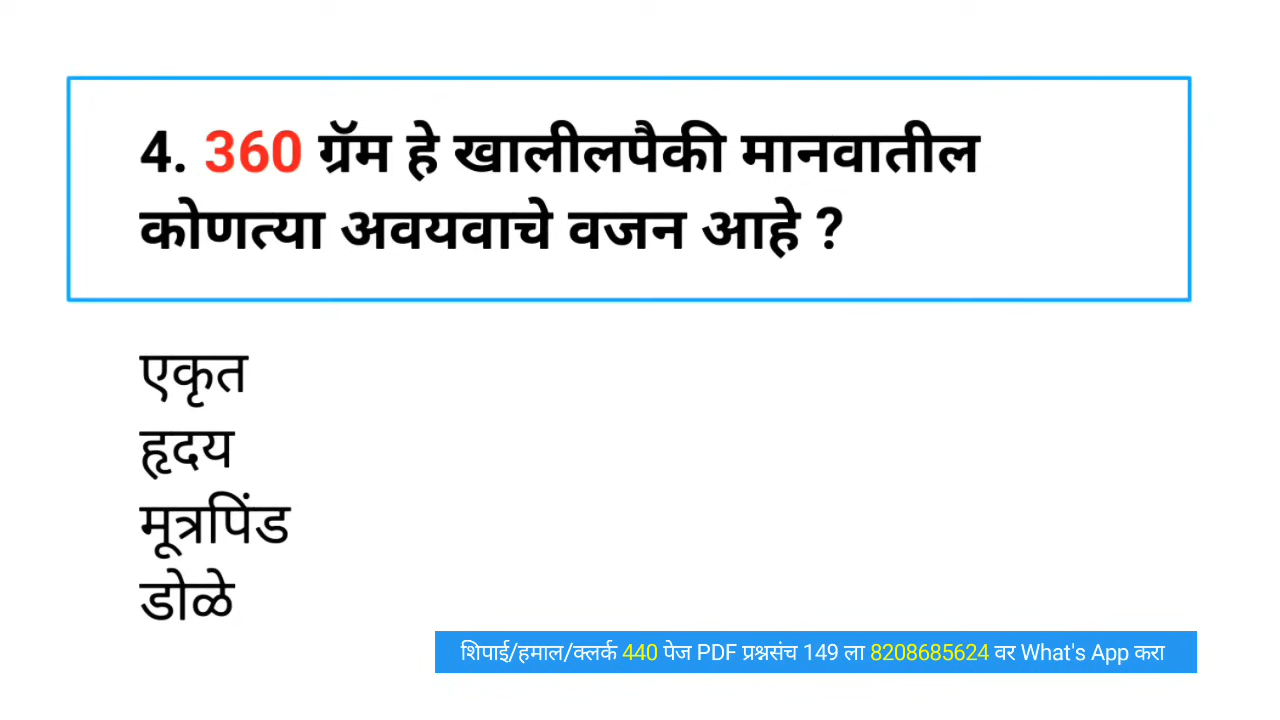 4. 360 ग्रॅम हे खालीलपैकी मानवातील
कोणत्या अवयवाचे वजन आहे ?
एकृत
हृदय
मूत्रपिंड
डोळे
शिपाई/हमाल/क्लर्क 440 पेज PDF प्रश्नसंच 149 ला 8208685624 वर What's App करा